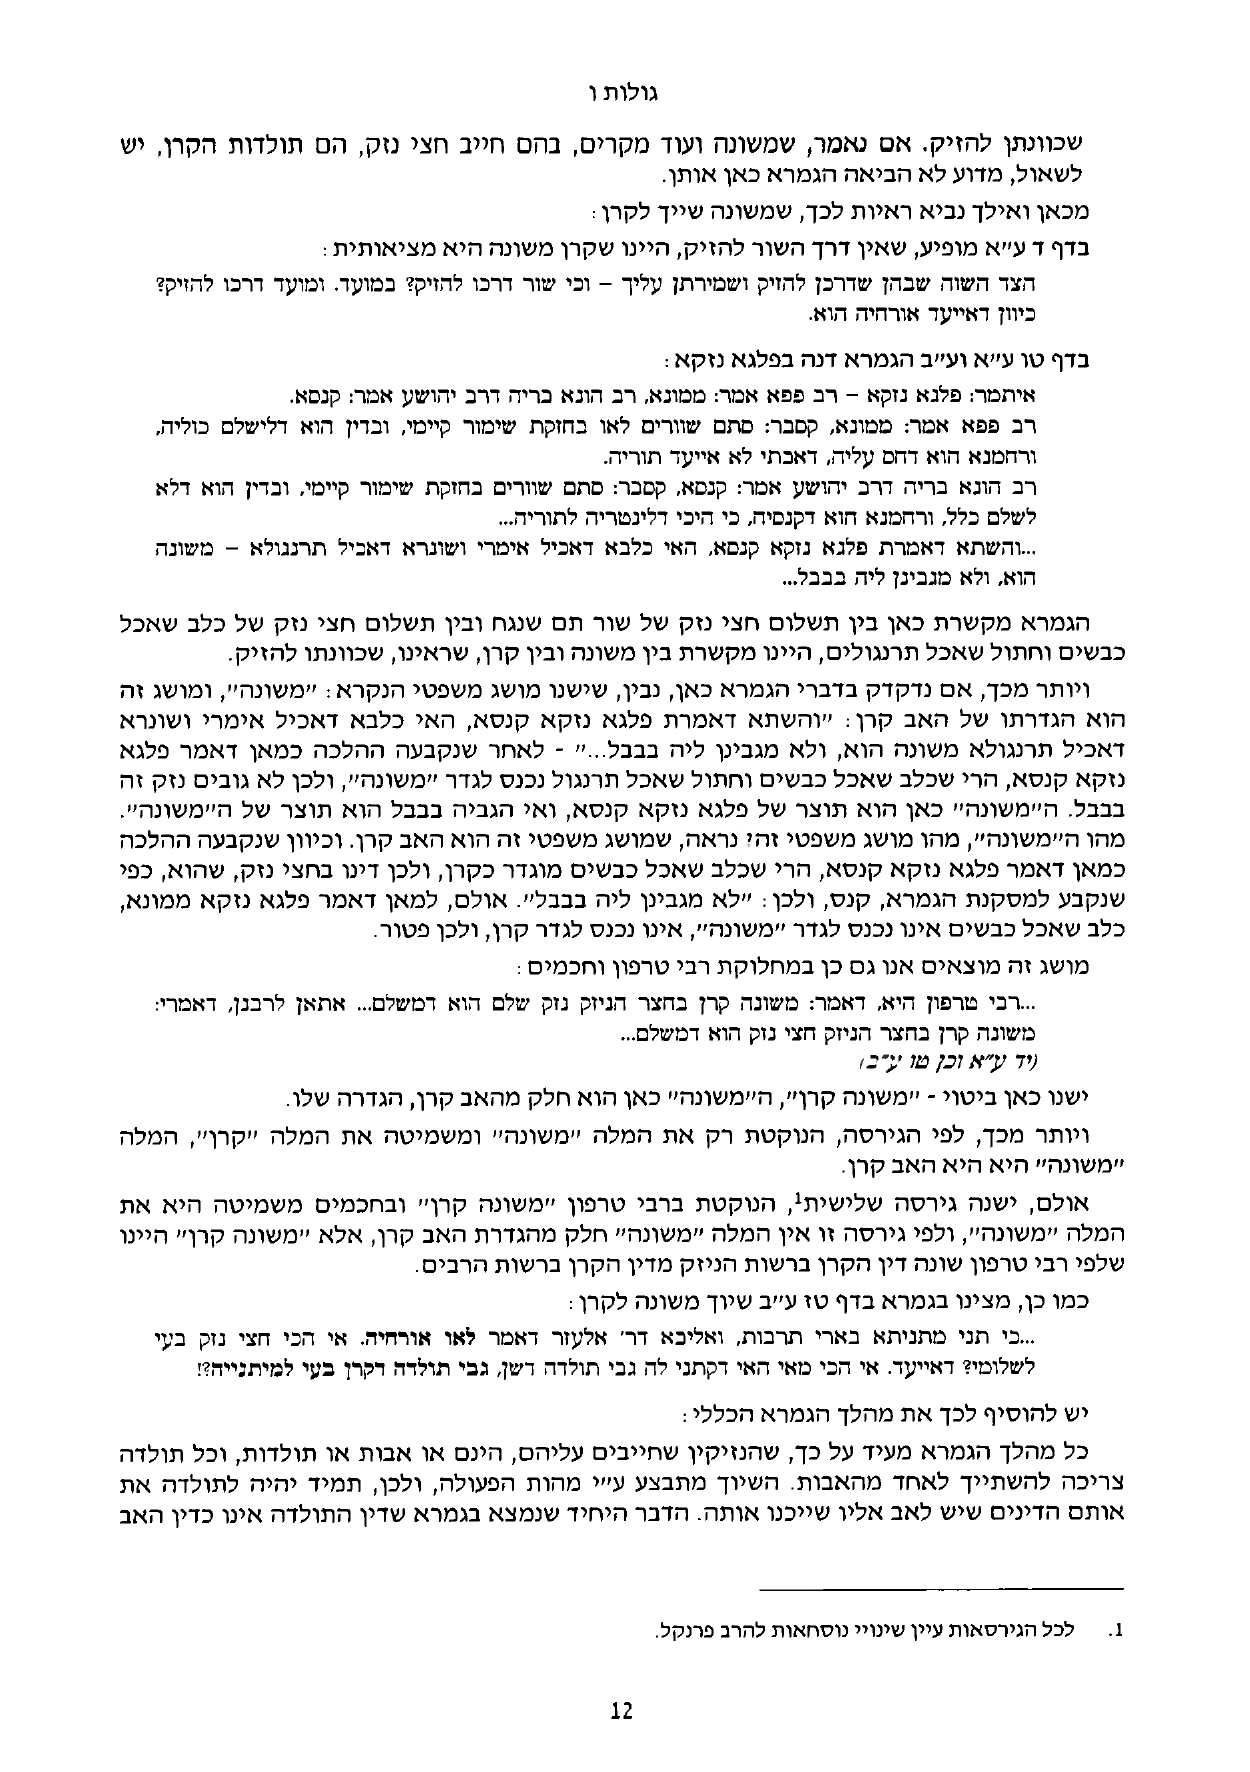 גולות ו
שכוונתן להזיק. אם נאמר, שמשונה ועוד מקרים, בהם חייב חצי נזק, הם תולדות הקרן, יש
לשאול, מדוע לא הביאה הגמרא כאן אותן.
מכאן ואילך נביא ראיות לכך, שמשונה שייך לקרן:
בדף ד ע״א מופיע, שאין דרך השור להזיק, היינו שקרן משונה היא מציאותית:
הצד השוה שבהן שדרכן להזיק ושמירתן עליך – וכי שור דרכו להזיק? במועד. ומועד דרכו להזיק?
כיוון דאייעד אורחיה הוא.
בדף טו ע״א וע״ב הגמרא דנה בפלגא נזקא:
איתמר: פלגא נזקא – רב פפא אמר: ממונא, רב הונא בריה דרב יהושע אמר: קנסא.
רב פפא אמר: ממונא, קסבר: סתם שוורים לאו בחזקת שימור קיימי, ובדין הוא דלישלם כוליה,
ורחמנא הוא דחס עליה, דאכתי לא אייעד תוריה.
רב הונא בריה דרב יהושע אמר: קנסא, קסבר: סתם שוורים בחזקת שימור קיימי, ובדין הוא דלא
לשלם כלל, ורחמנא הוא דקנסיה, כי היכי דלינטריה לתוריה...
...והשתא דאמרת פלגא נזקא קנסא, האי כלבא דאכיל אימרי ושונרא דאכיל תרנגולא – משונה
הוא, ולא מגבינן ליה בבבל...
הגמרא מקשרת כאן בין תשלום חצי נזק של שור תם שנגח ובין תשלום חצי נזק של כלב שאכל
כבשים וחתול שאכל תרנגולים, היינו מקשרת בין משונה ובין קרן, שראינו, שכוונתו להזיק.
ויותר מכך, אם נדקדק בדברי הגמרא כאן, נבין, שישנו מושג משפטי הנקרא: ״משונה״, ומושג זה
הוא הגדרתו של האב קרן: ״והשתא דאמרת פלגא נזקא קנסא, האי כלבא דאכיל אימרי ושונרא
דאכיל תרנגולא משונה הוא, ולא מגבינן ליה בבבל...״ - לאחר שנקבעה ההלכה כמאן דאמר פלגא
נזקא קנסא, הרי שכלב שאכל כבשים וחתול שאכל תרנגול נכנס לגדר ״משונה״, ולכן לא גובים נזק זה
בבבל. ה״משונה״ כאן הוא תוצר של פלגא נזקא קנסא, ואי הגביה בבבל הוא תוצר של ה״משונה״.
מהו ה״משונה״, מהו מושג משפטי זה? נראה, שמושג משפטי זה הוא האב קרן. וכיוון שנקבעה ההלכה
כמאן דאמר פלגא נזקא קנסא, הרי שכלב שאכל כבשים מוגדר כקרן, ולכן דינו בחצי נזק, שהוא, כפי
שנקבע למסקנת הגמרא, קנס, ולכן: ״לא מגבינן ליה בבבל״. אולם, למאן דאמר פלגא נזקא ממונא,
כלב שאכל כבשים אינו נכנס לגדר ״משונה״, אינו נכנס לגדר קרן, ולכן פטור.
מושג זה מוצאים אנו גם כן במחלוקת רבי טרפון וחכמים:
...רבי טרפון היא, דאמר: משונה קרן בחצר הניזק נזק שלם הוא דמשלם... אתאן לרבנן, דאמרי:
משונה קרן בחצר הניזק חצי נזק הוא דמשלם...
(יד ע״א וכן טו ע״ב)
ישנו כאן ביטוי - ״משונה קרן״, ה״משונה״ כאן הוא חלק מהאב קרן, הגדרה שלו.
ויותר מכך, לפי הגירסה, הנוקטת רק את המלה ״משונה״ ומשמיטה את המלה ״קרן״, המלה
״משונה״ היא היא האב קרן.
אולם, ישנה גירסה שלישית1, הנוקטת ברבי טרפון ״משונה קרן״ ובחכמים משמיטה היא את
המלה ״משונה״, ולפי גירסה זו אין המלה ״משונה״ חלק מהגדרת האב קרן, אלא ״משונה קרן״ היינו
שלפי רבי טרפון שונה דין הקרן ברשות הניזק מדין הקרן ברשות הרבים.
כמו כן, מצינו בגמרא בדף טז ע״ב שיוך משונה לקרן:
...כי תני מתניתא בארי תרבות, ואליבא דר׳ אלעזר דאמר לאו אורחיה. אי הכי חצי נזק בעי
לשלומי? דאייעד. אי הכי מאי האי דקתני לה גבי תולדה דשן, גבי תולדה דקרן בעי למיתנייה?!
יש להוסיף לכך את מהלך הגמרא הכללי:
כל מהלך הגמרא מעיד על כך, שהנזיקין שחייבים עליהם, הינם או אבות או תולדות, וכל תולדה
צריכה להשתייך לאחד מהאבות. השיוך מתבצע ע״י מהות הפעולה, ולכן, תמיד יהיה לתולדה את
אותם הדינים שיש לאב אליו שייכנו אותה. הדבר היחיד שנמצא בגמרא שדין התולדה אינו כדין האב
1. לכל הגירסאות עיין שינויי נוסחאות להרב פרנקל.
12